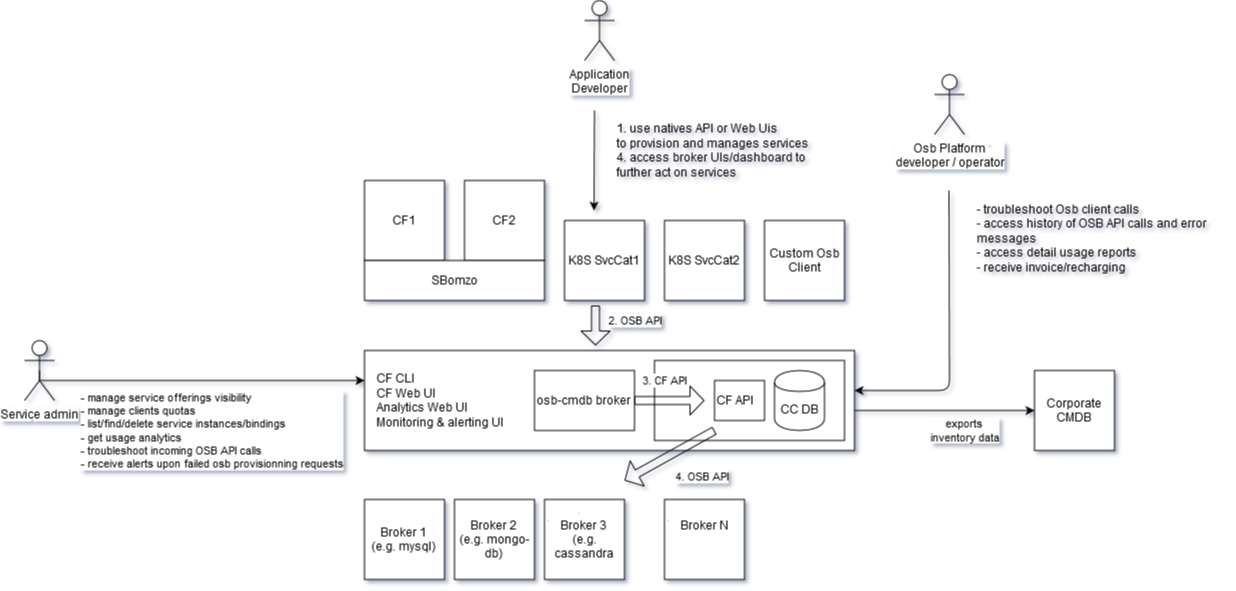 Application
Developer
1. use natives API or Web Uis
to provision and manages services
4. access broker UIs/dashboard to
further act on services
Osb Platform
developer / operator
- troubleshoot Osb client calls
- access history of OSB API calls and error
messages
- access detail usage reports
- receive invoice/recharging
CF1
CF2
SBomzo
K8S SvcCat1
K8S SvcCat2
Custom Osb
Client
2. OSB API
Service admin
- manage service offerings visibility
- manage clients quotas
- list/find/delete service instances/bindings
- get usage analytics
- troubleshoot incoming OSB API calls
- receive alerts upon failed osb provisionning requests
CF CLI
CF Web UI
Analytics Web UI
Monitoring & alerting UI
osb-cmdb broker
3. CF API
CF API
CC DB
exports
inventory data
Corporate
CMDB
4. OSB API
Broker 1
(e.g. mysql)
Broker 2
(e.g. mongo-
db)
Broker 3
(e.g.
cassandra
Broker N